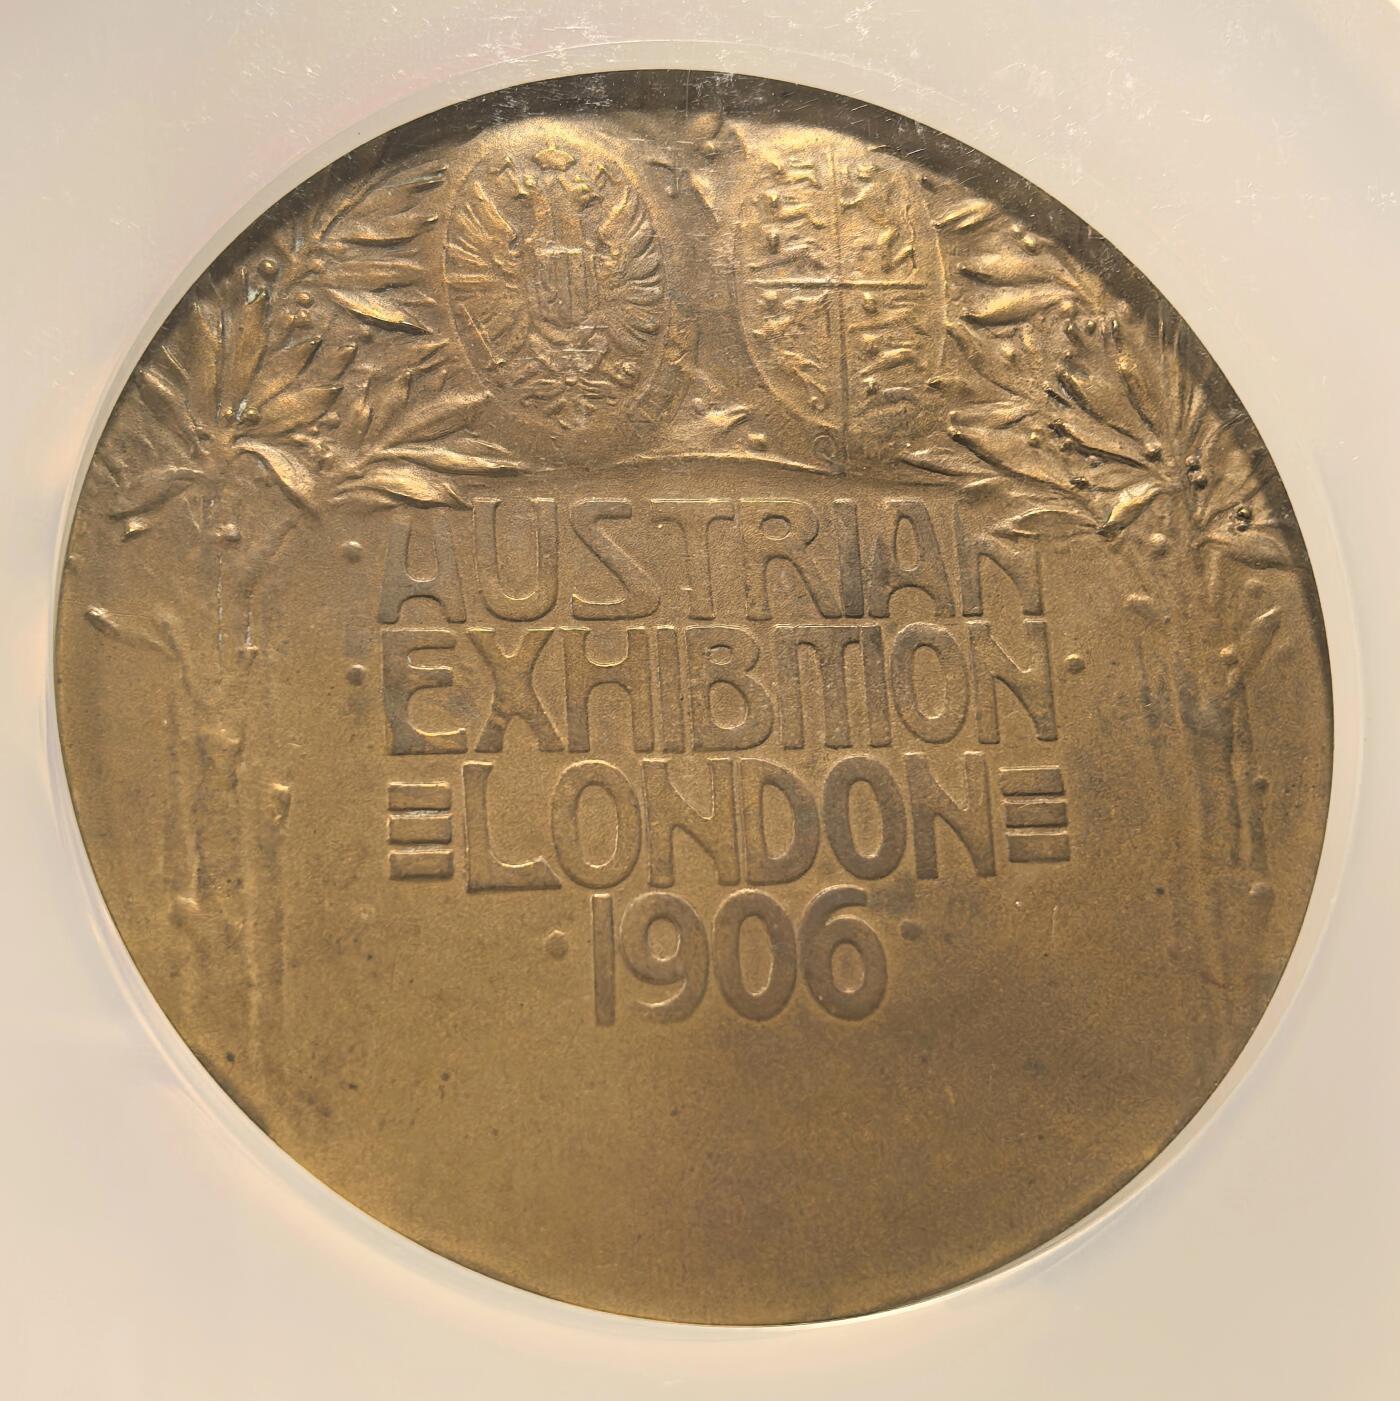 AUSTRIAN
EXHIBITION
LONDON
1906